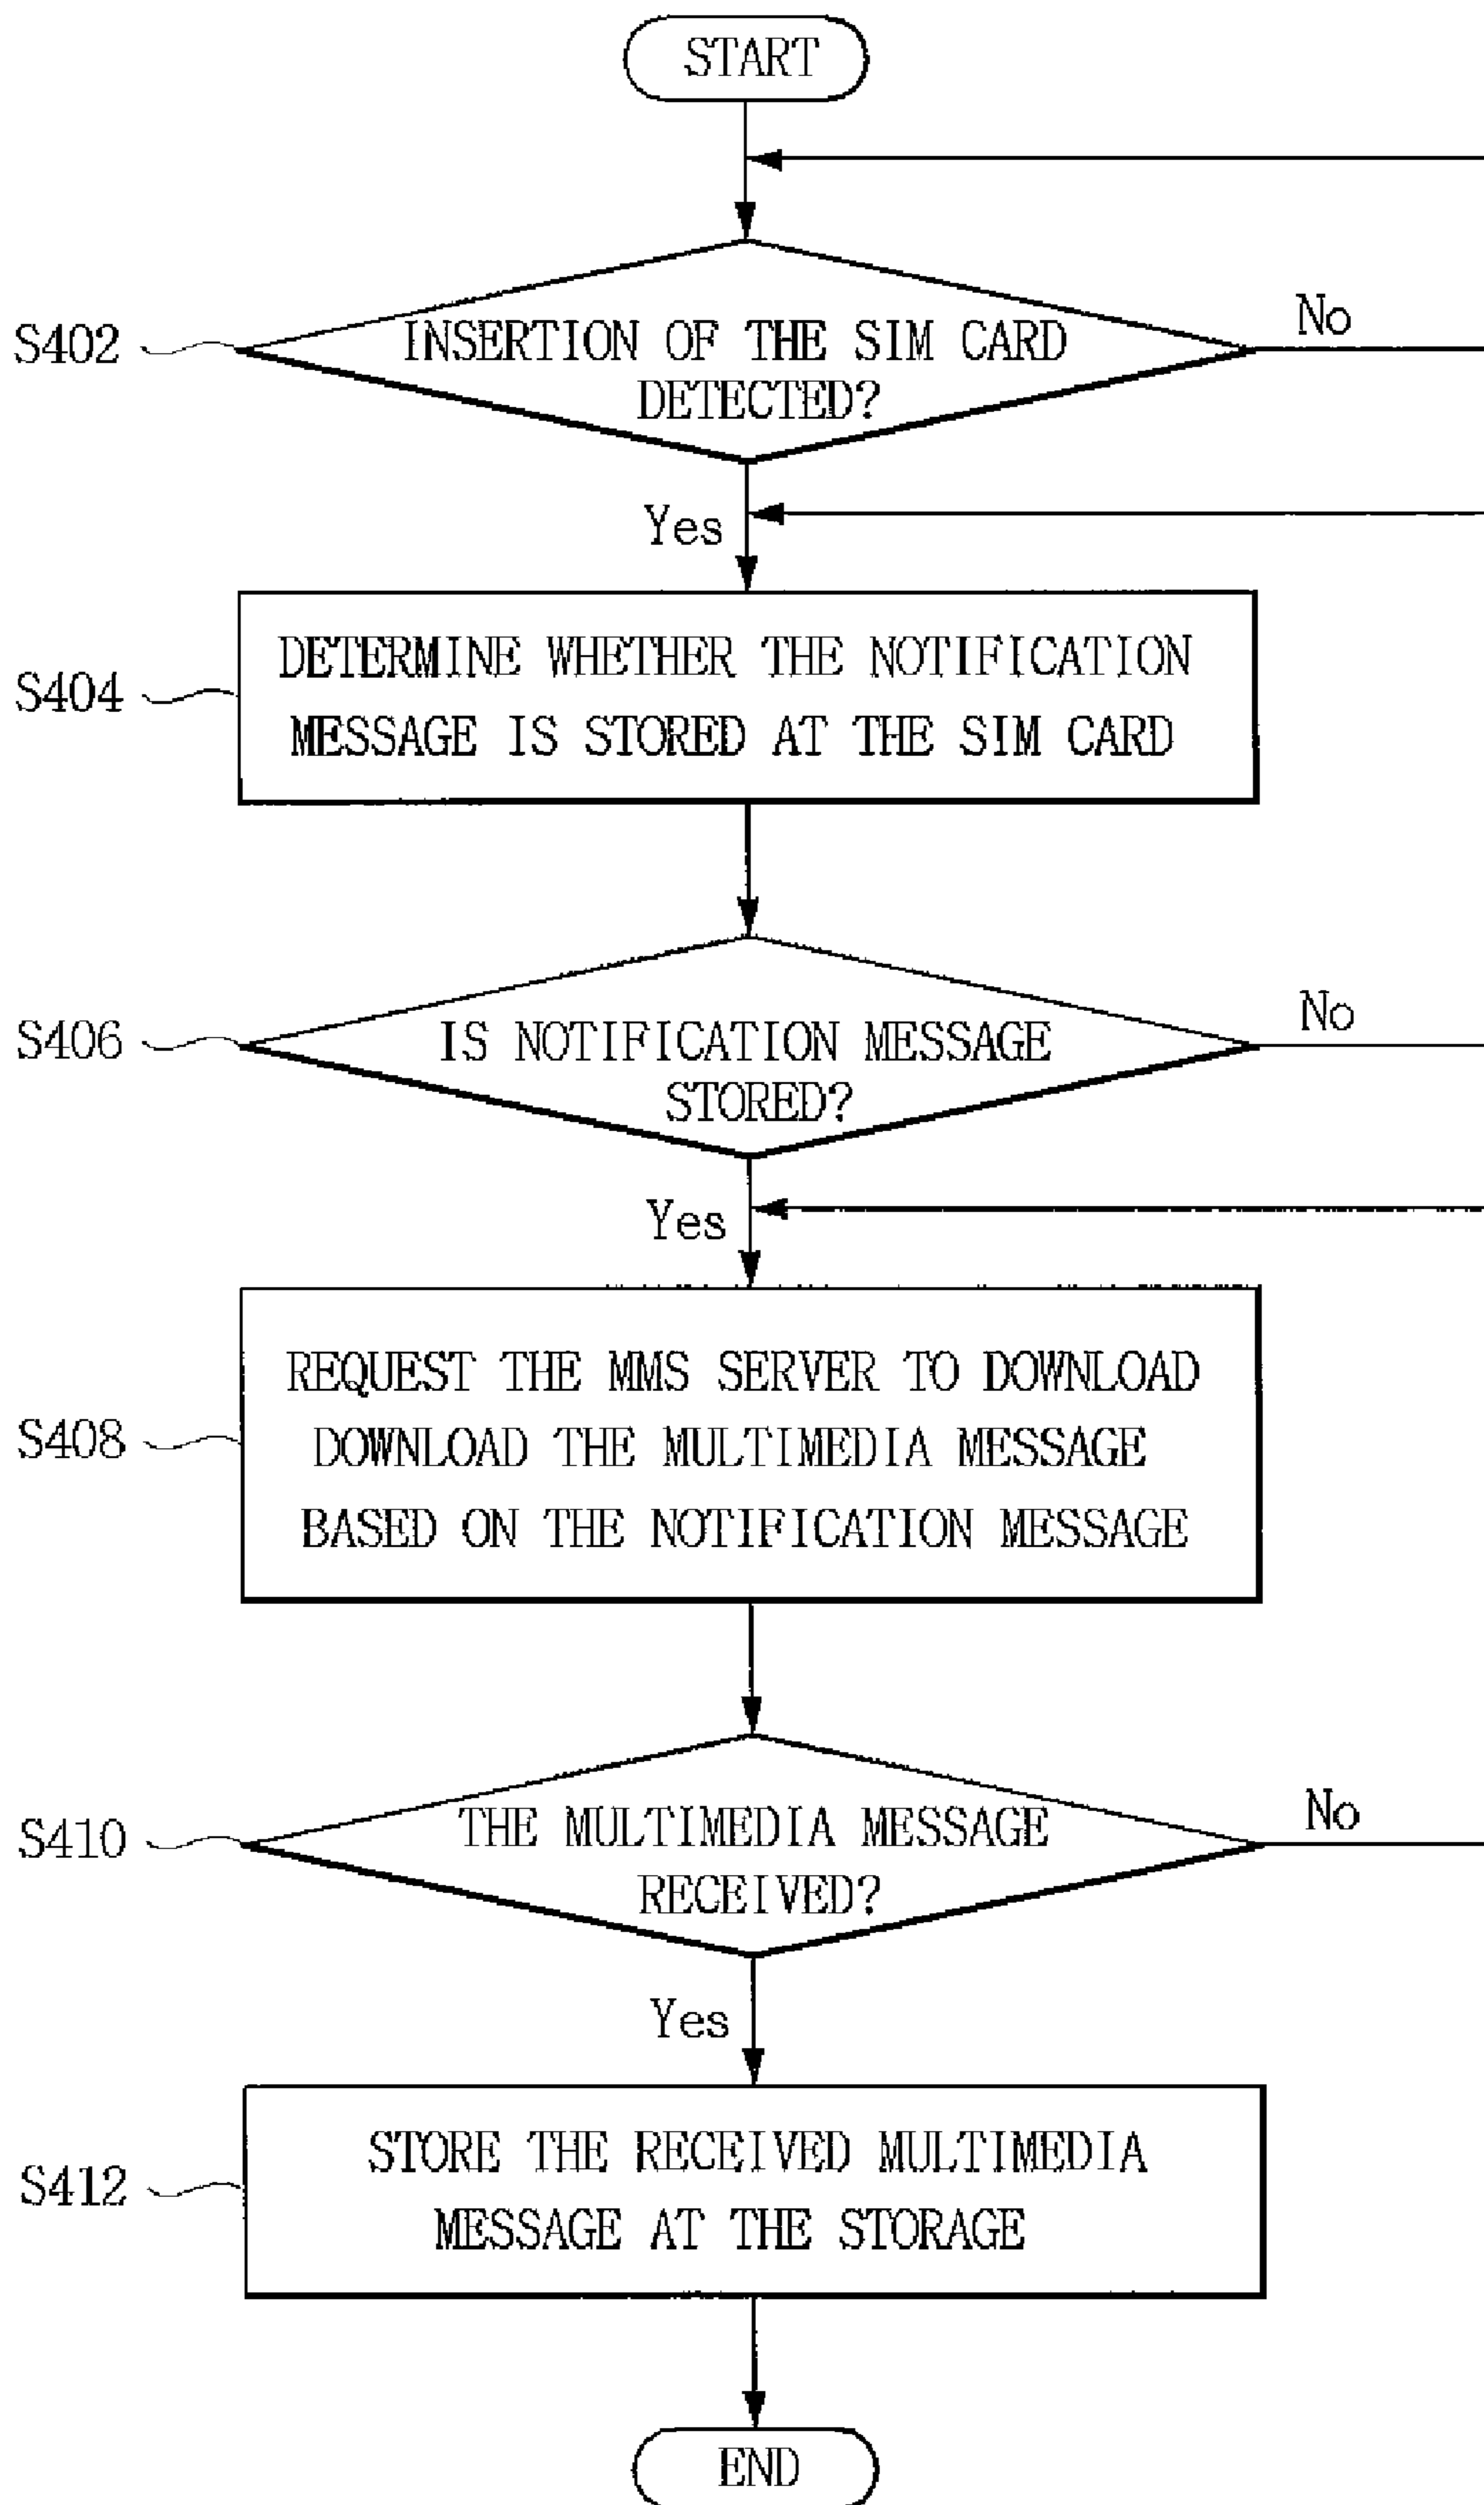 START
INSERTION OF THE SIM CARD
DETECTED?
No
S402
Yes
DETERMINE WHETHER THE NOTIFICATION
MESSAGE IS STORED AT THE SIM CARD
S404
IS NOTIFICATION MESSAGE
STORED?
No
S406
Yes
REQUEST THE MMS SERVER TO DOWNLOAD
DOWNLOAD THE MULTIMEDIA MESSAGE
BASED ON THE NOTIFICATION MESSAGE
S408
THE MULTIMEDIA MESSAGE
RECEIVED?
No
S410
Yes
STORE THE RECEIVED MULTIMEDIA
MESSAGE AT THE STORAGE
S412
END